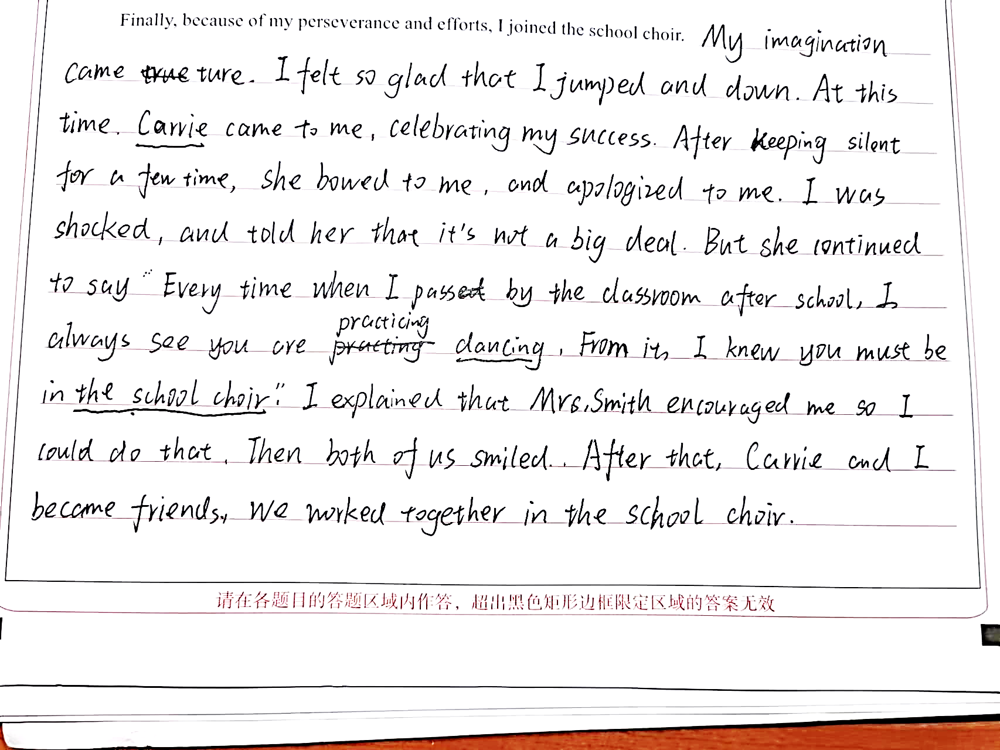 Finally, because of my perseverance and efforts, I joined the school choir. My imagination
came true ture. I felt so glad that I jumped and down. At this
time. Carrie came to me, celebrating my success. After keeping silent
for a few time, she bowed to me, and apologized to me. I was
shocked, and told her that it's not a big deal. But she continued
to say " Every time when I passed by the classroom after school, I
always see you are practicing practing dancing. From it, I knew you must be
in the school choir." I explained that Mrs. Smith encouraged me so I
could do that. Then both of us smiled. After that, Carrie and I
became friends, We worked together in the school choir.
请在各题目的答题区域内作答，超出黑色矩形边框限定区域的答案无效